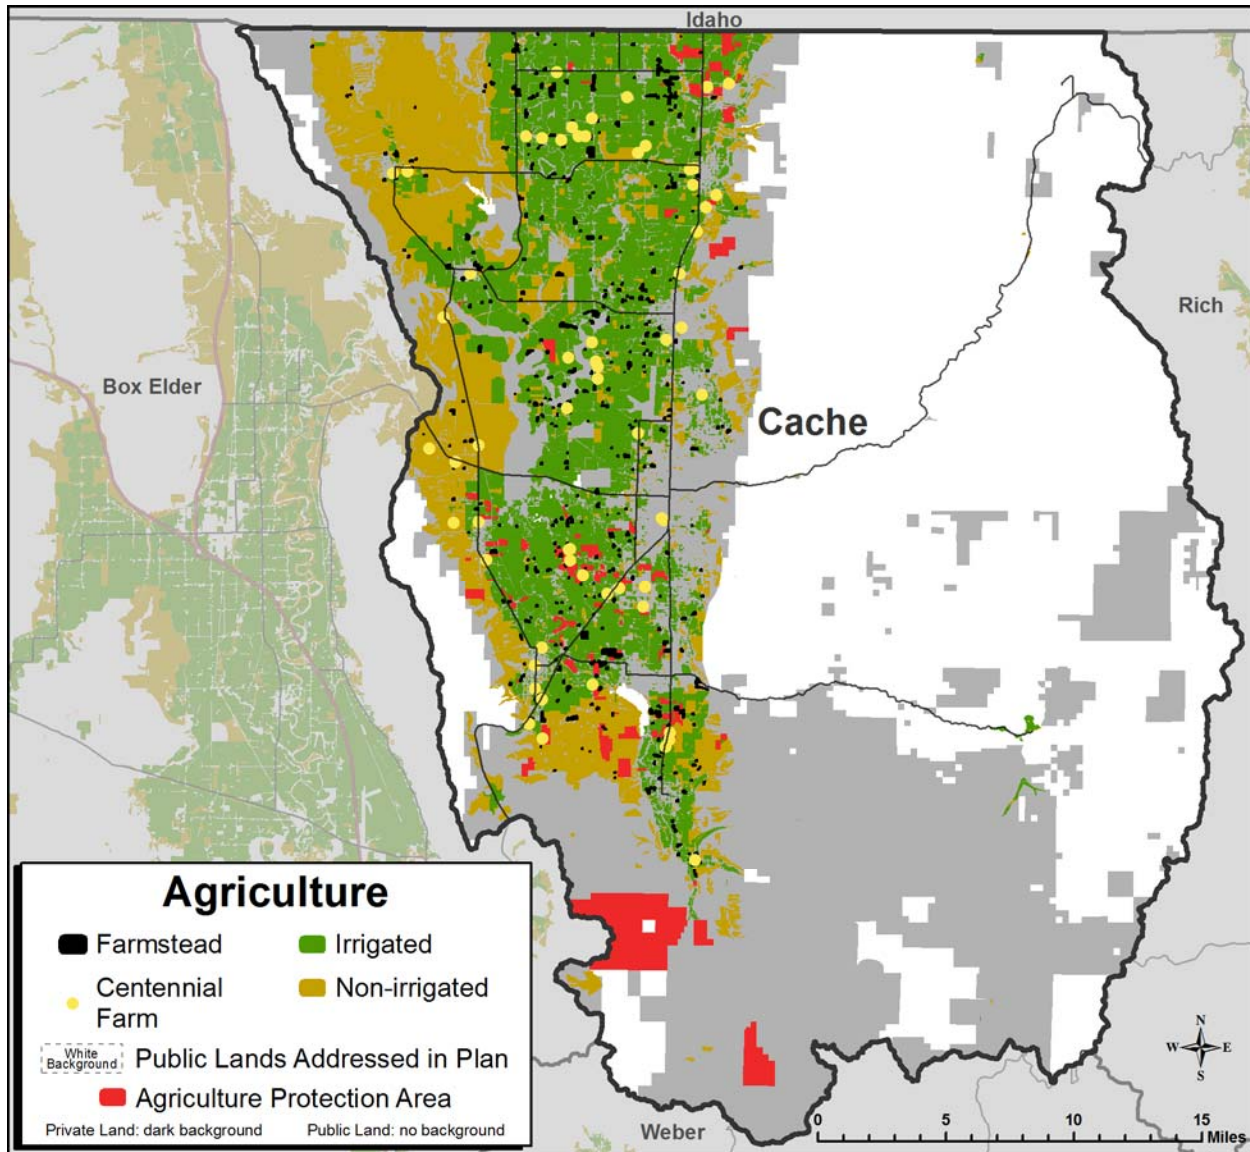 Idaho
Rich
Box Elder
Cache
Agriculture
Farmstead
Irrigated
Centennial
Farm
Non-irrigated
White
Background
Public Lands Addressed in Plan
Agriculture Protection Area
Private Land: dark background
Public Land: no background
Weber
N
W
E
S
0
5
10
15
Miles